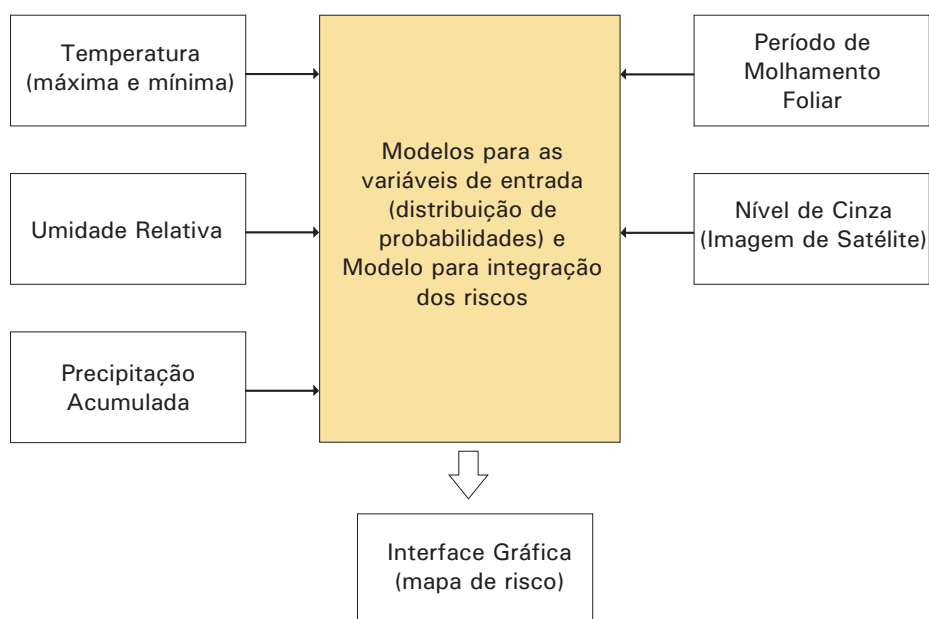 Temperatura
(máxima e mínima)
Umidade Relativa
Precipitação
Acumulada
Modelos para as
variáveis de entrada
(distribuição de
probabilidades) e
Modelo para integração
dos riscos
Período de
Molhamento
Foliar
Nível de Cinza
(Imagem de Satélite)
Interface Gráfica
(mapa de risco)